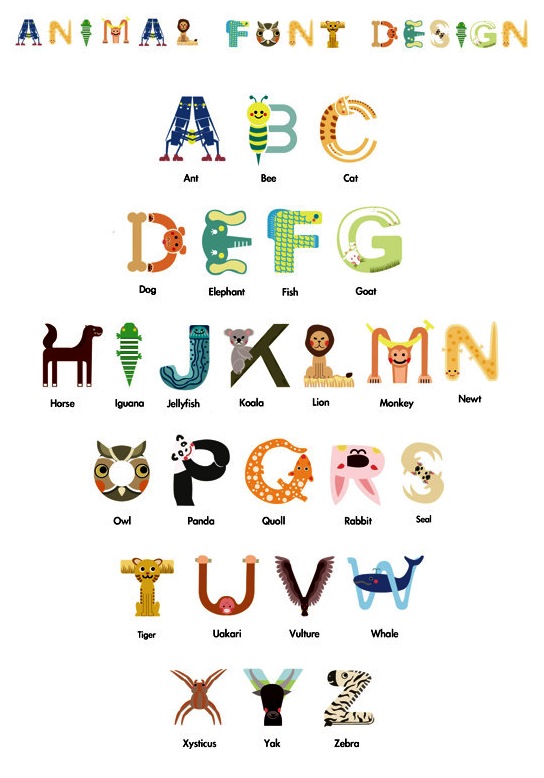 ANIMAL FONT DESIGN
A B C
Ant Bee Cat
D E F G
Dog Elephant Fish Goat
H I J K L M N
Horse Iguana Jellyfish Koala Lion Monkey Newt
O P Q R S
Owl Panda Quoll Rabbit Seal
T U V W
Tiger Uakari Vulture Whale
X Y Z
Xysticus Yak Zebra